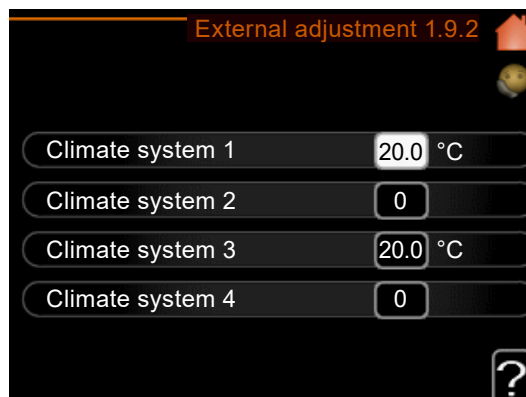 External adjustment 1.9.2
Climate system 1 20.0 °C
Climate system 2 0
Climate system 3 20.0 °C
Climate system 4 0
?